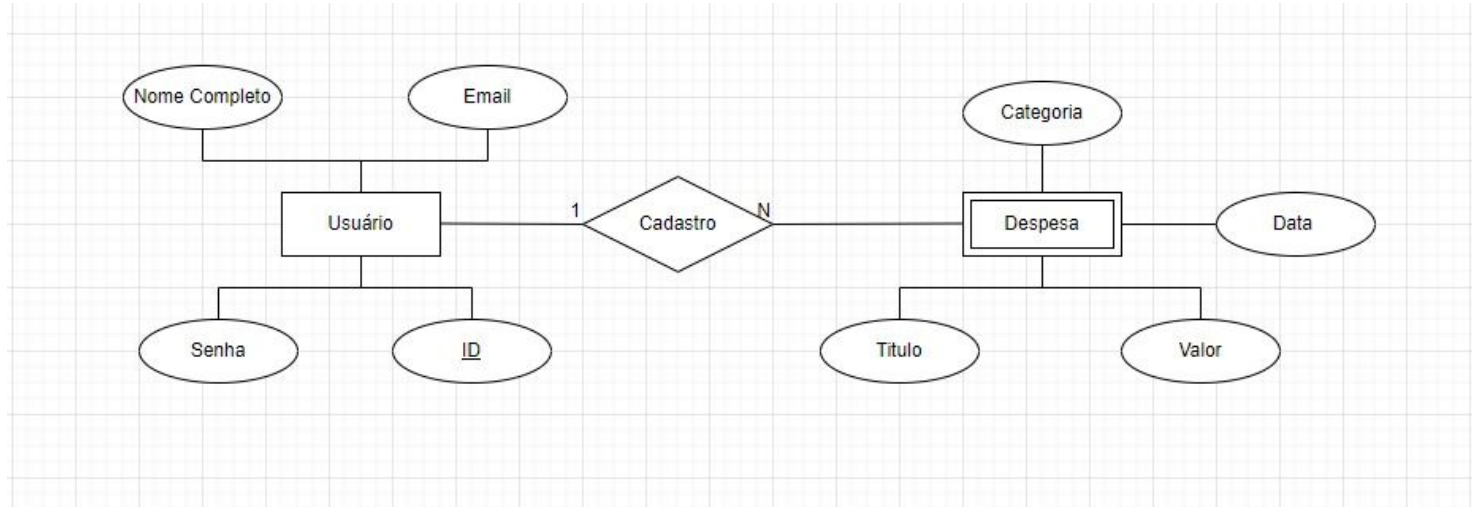 Nome Completo
Email
Categoria
Usuário
1
Cadastro
N
Despesa
Data
Senha
ID
Titulo
Valor